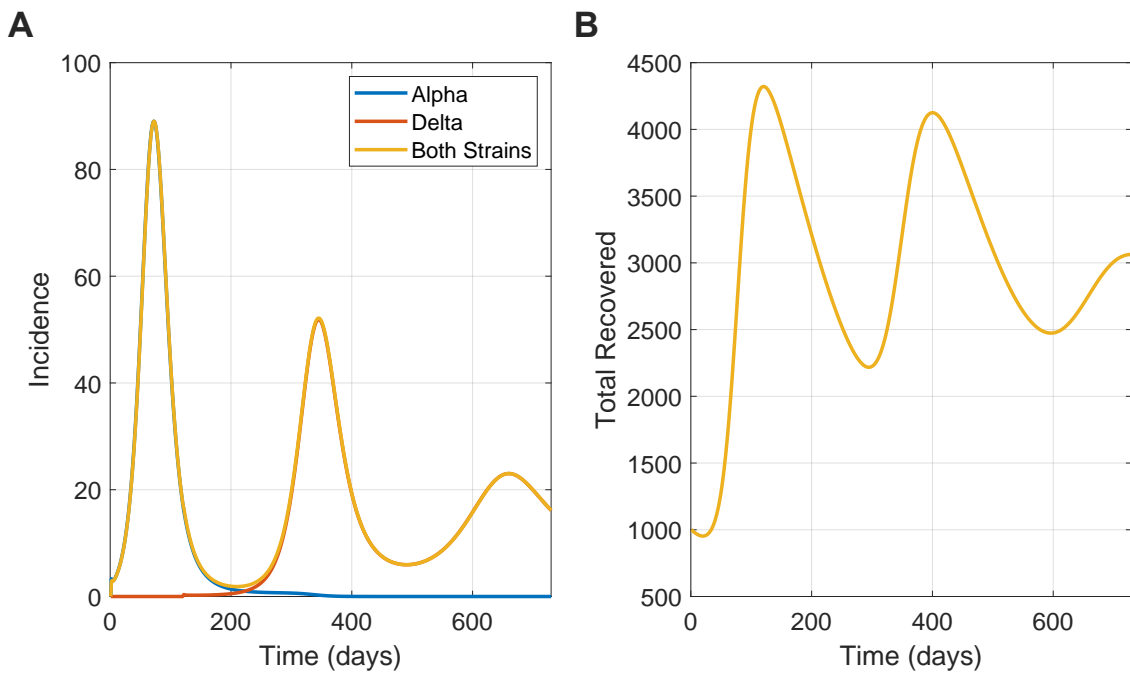 A
Incidence
100
80
60
40
20
0
0 200 400 600
Time (days)
Alpha
Delta
Both Strains
B
Total Recovered
4500
4000
3500
3000
2500
2000
1500
1000
500
0 200 400 600
Time (days)